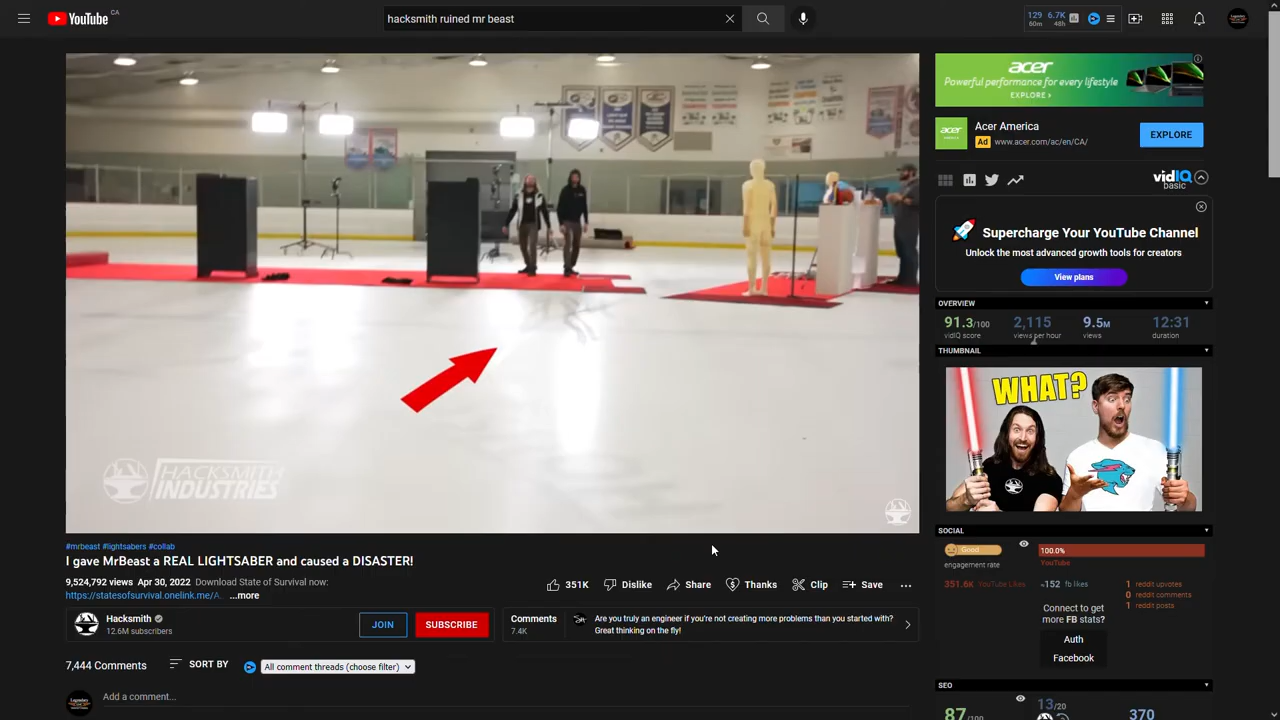 YouTube CA
hacksmith ruined mr beast
129 6.7K
60m 48h
acer
Powerful performance for every lifestyle
EXPLORE >
acer
Acer America
Ad www.acer.com/ac/en/CA/
EXPLORE
vidIQ
basic
Supercharge Your YouTube Channel
Unlock the most advanced growth tools for creators
View plans
OVERVIEW
91.3/100 2,115 9.5M 12:31
vidIQ score views per hour views duration
THUMBNAIL
WHAT?
HACKSMITH
INDUSTRIES
SOCIAL
Good 100.0%
engagement rate YouTube
351.6K YouTube Likes ≈152 fb likes 1 reddit upvotes
0 reddit comments
1 reddit posts
Connect to get
more FB stats?
Auth
Facebook
SEO
87/100 13/20 370
#mrbeast #lightsabers #collab
I gave MrBeast a REAL LIGHTSABER and caused a DISASTER!
9,524,792 views Apr 30, 2022 Download State of Survival now:
https://statesofsurvival.onelink.me/A. ...more
351K Dislike Share Thanks Clip Save ...
Hacksmith
12.6M subscribers
JOIN SUBSCRIBE
Comments 7.4K
Are you truly an engineer if you're not creating more problems than you started with?
Great thinking on the fly!
7,444 Comments SORT BY All comment threads (choose filter)
Add a comment...